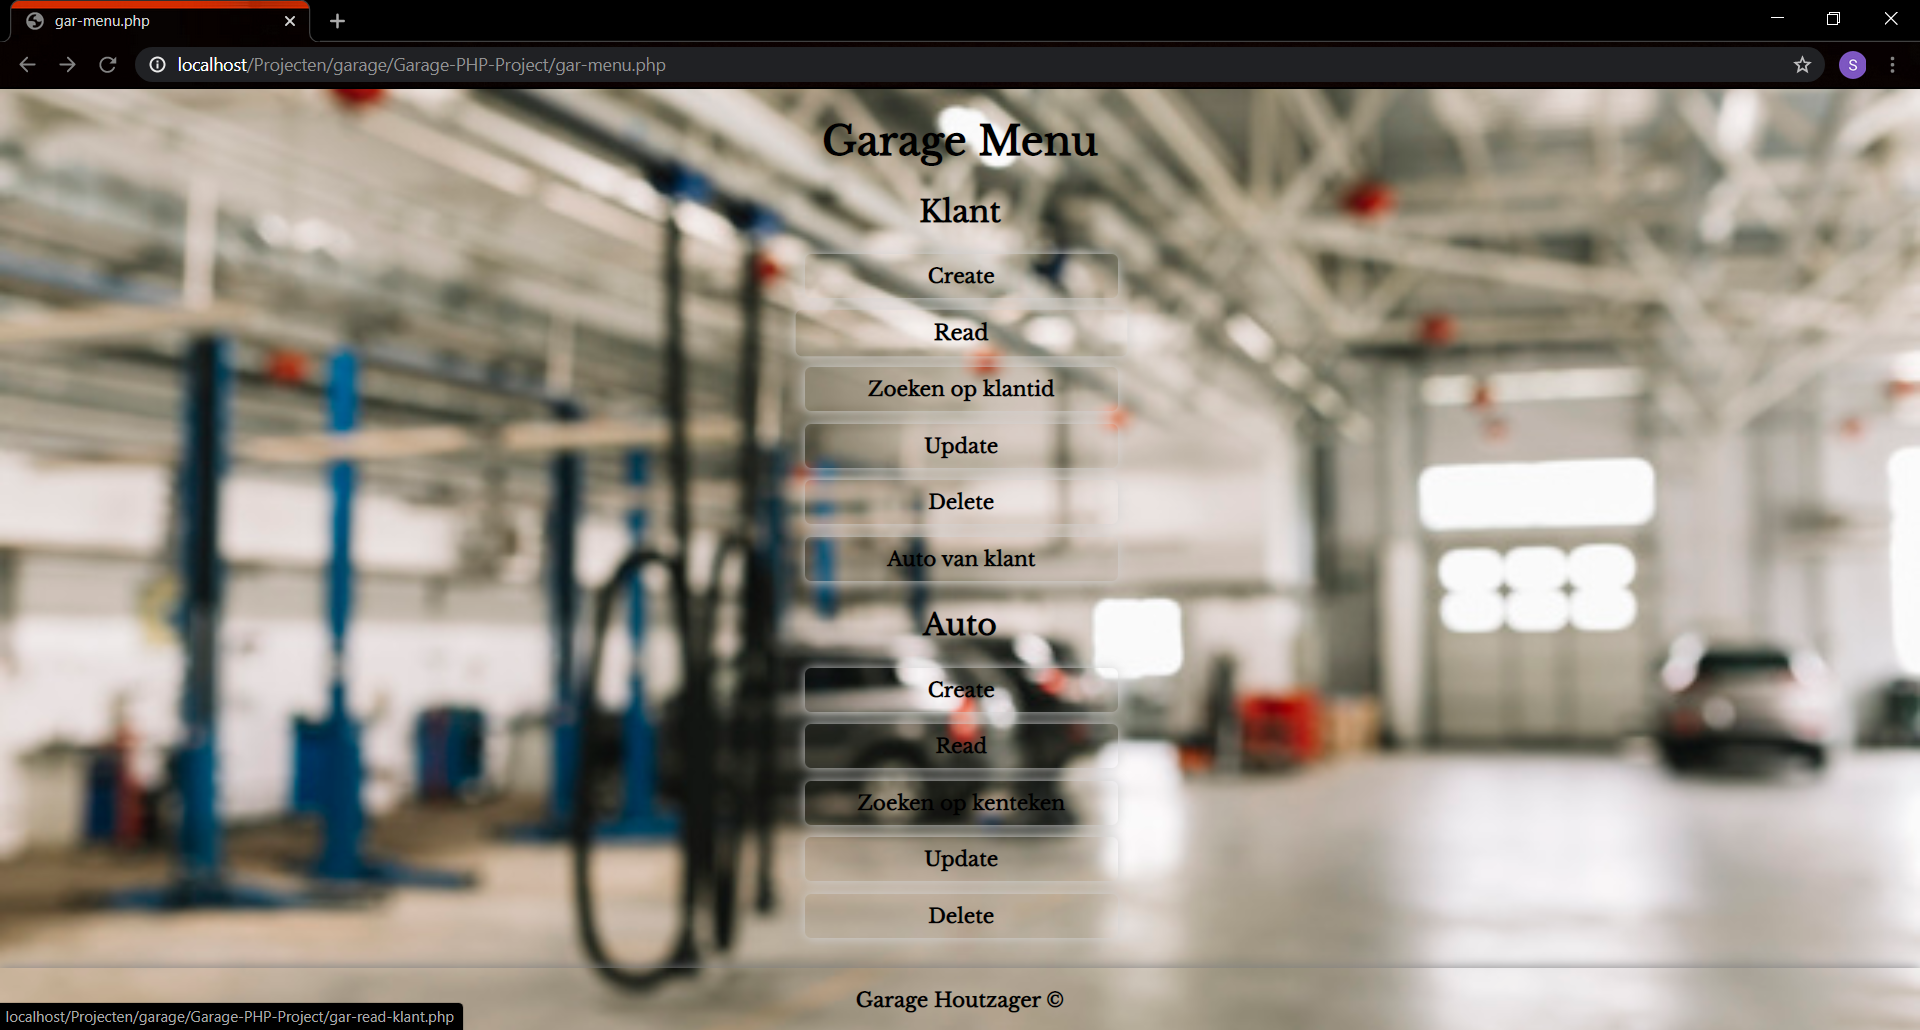 gar-menu.php
localhost/Projecten/garage/Garage-PHP-Project/gar-menu.php
S
Garage Menu
Klant
Create
Read
Zoeken op klantid
Update
Delete
Auto van klant
Auto
Create
Read
Zoeken op kenteken
Update
Delete
Garage Houtzager ©
localhost/Projecten/garage/Garage-PHP-Project/gar-read-klant.php